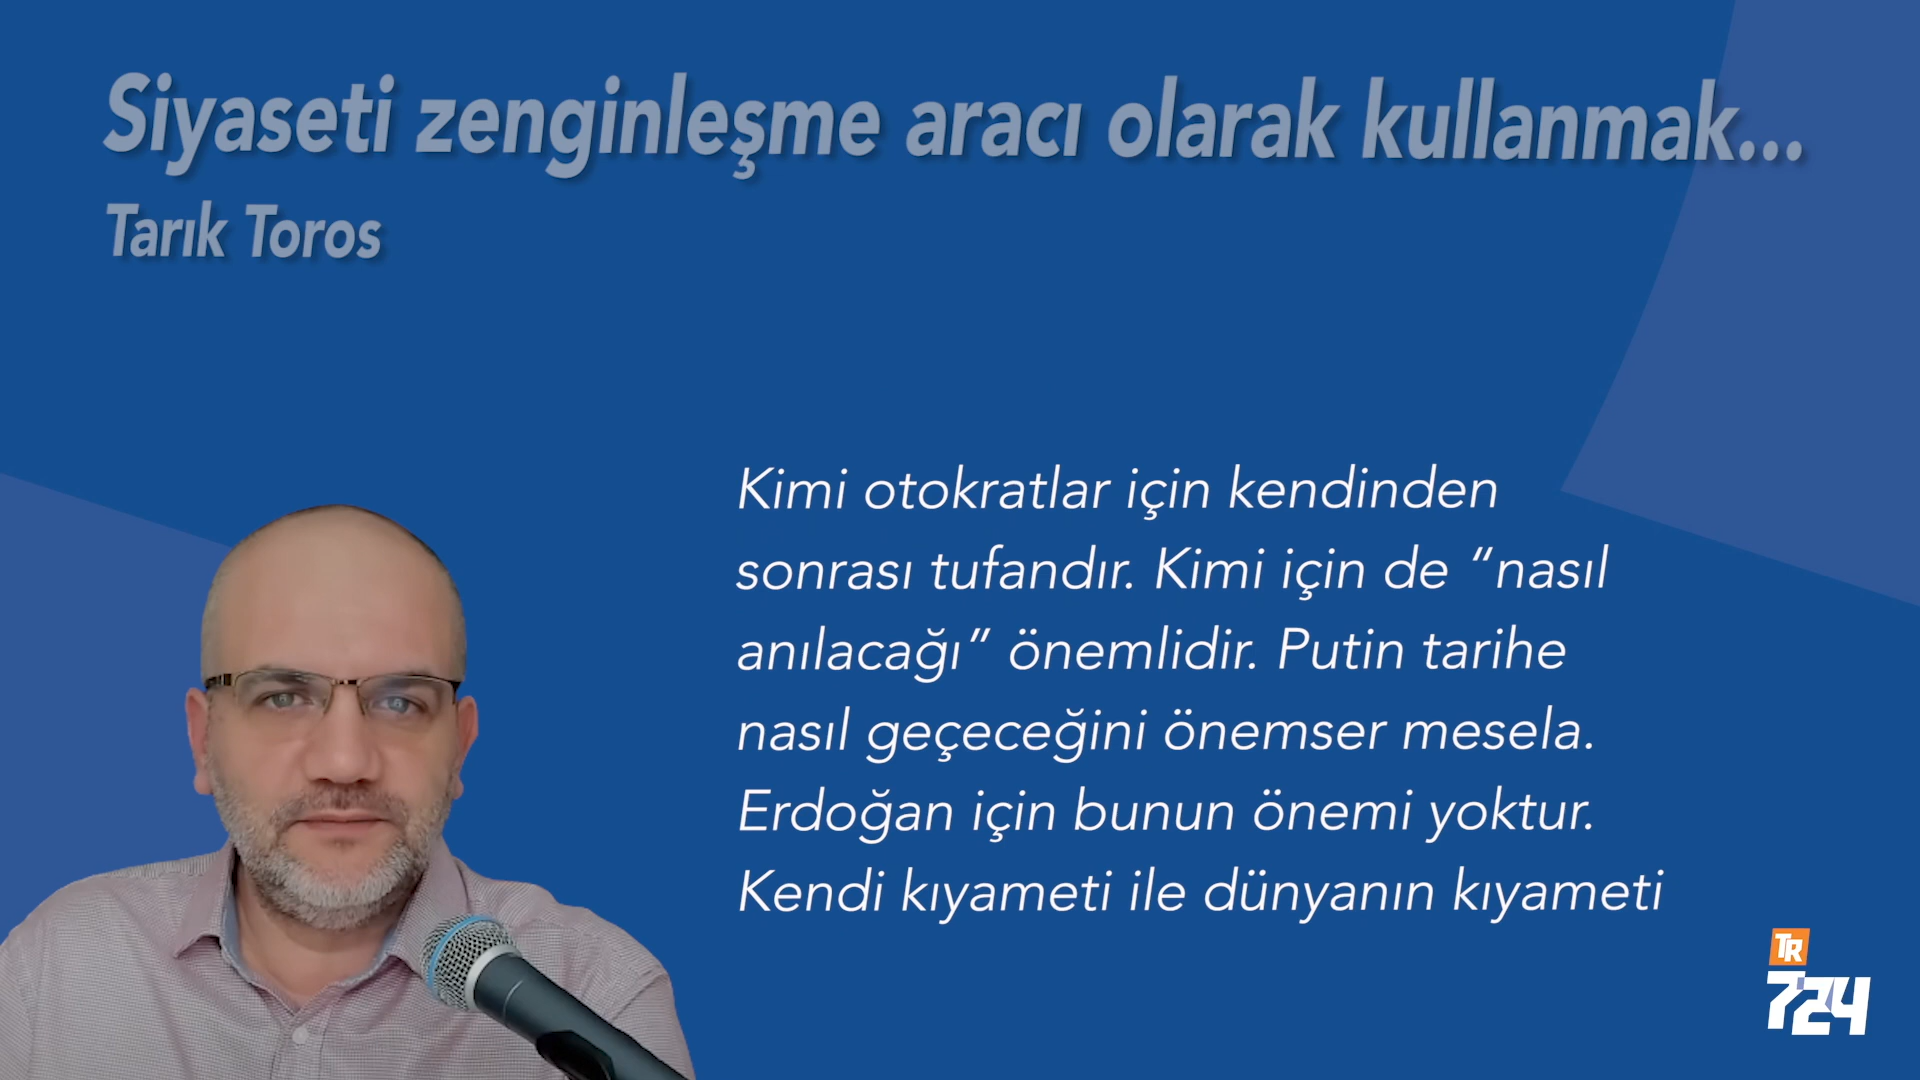 Siyaseti zenginleşme aracı olarak kullanmak...
Tarık Toros
Kimi otokratlar için kendinden
sonrası tufandır. Kimi için de “nasıl
anılacağı” önemlidir. Putin tarihe
nasıl geçeceğini önemser mesela.
Erdoğan için bunun önemi yoktur.
Kendi kıyameti ile dünyanın kıyameti
TR
724